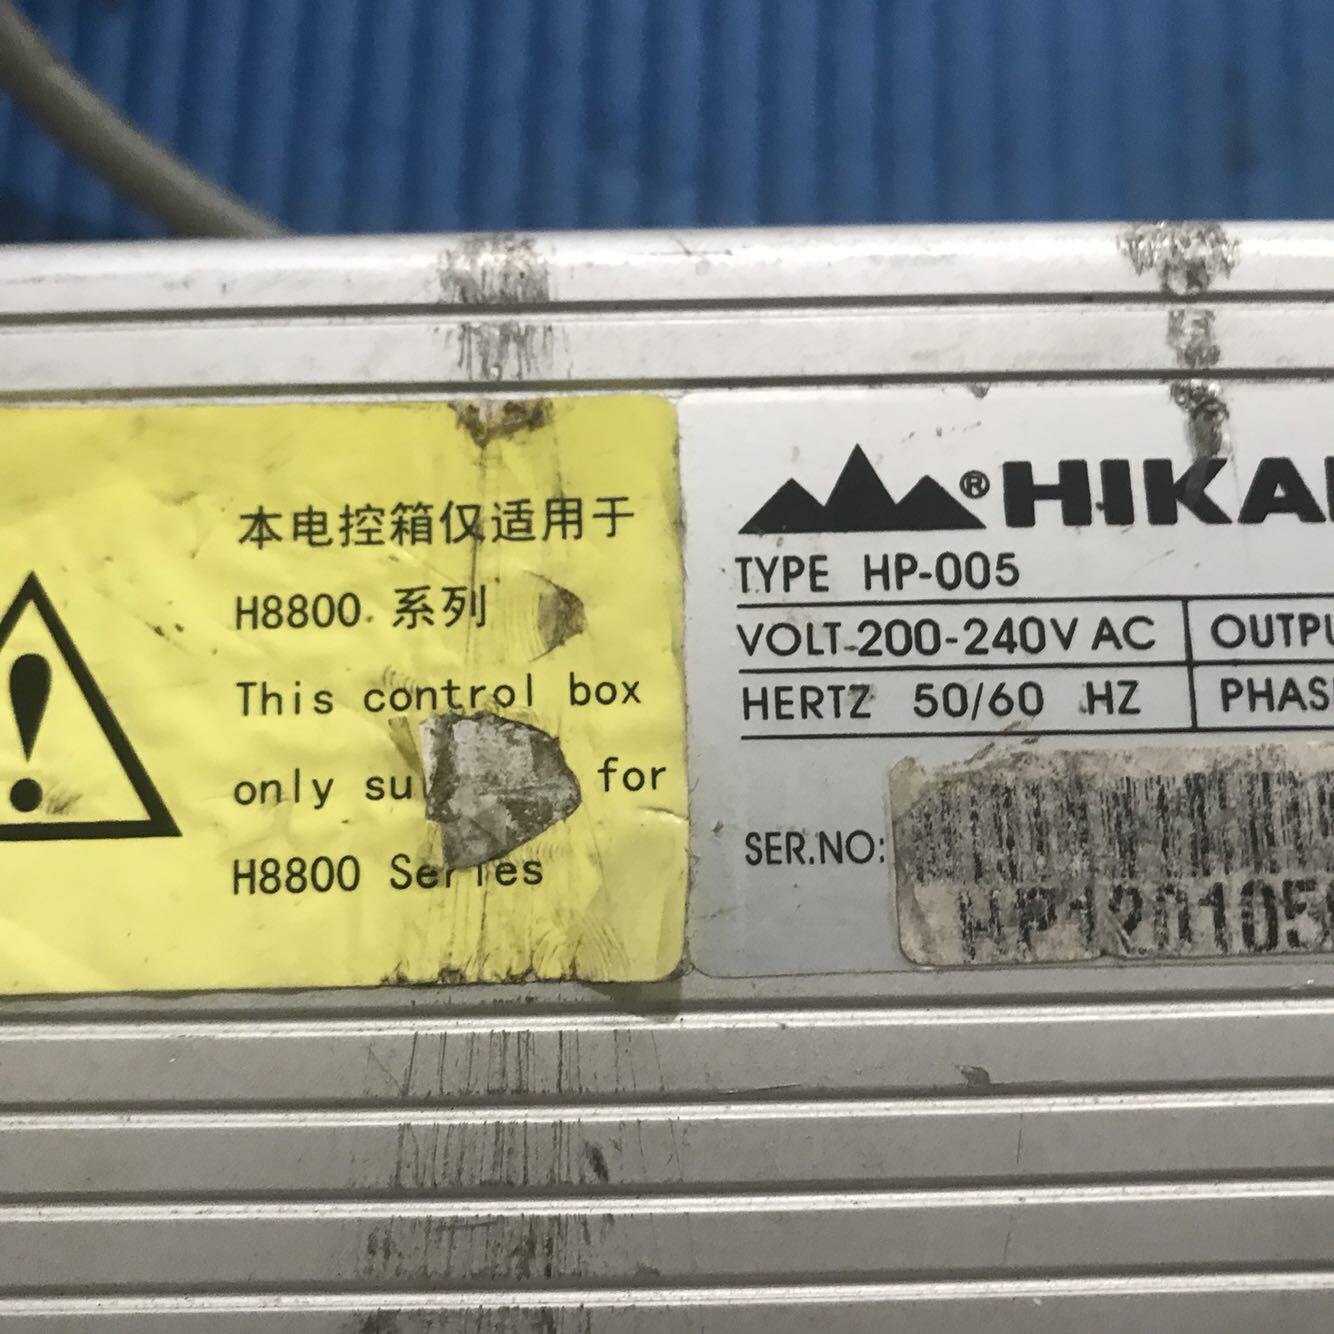 本电控箱仅适用于
H8800 系列
This control box
only for
H8800 Series
® HIKA
TYPE HP-005
VOLT 200-240V AC OUTPU
HERTZ 50/60 HZ PHAS
SER.NO:
HP120105